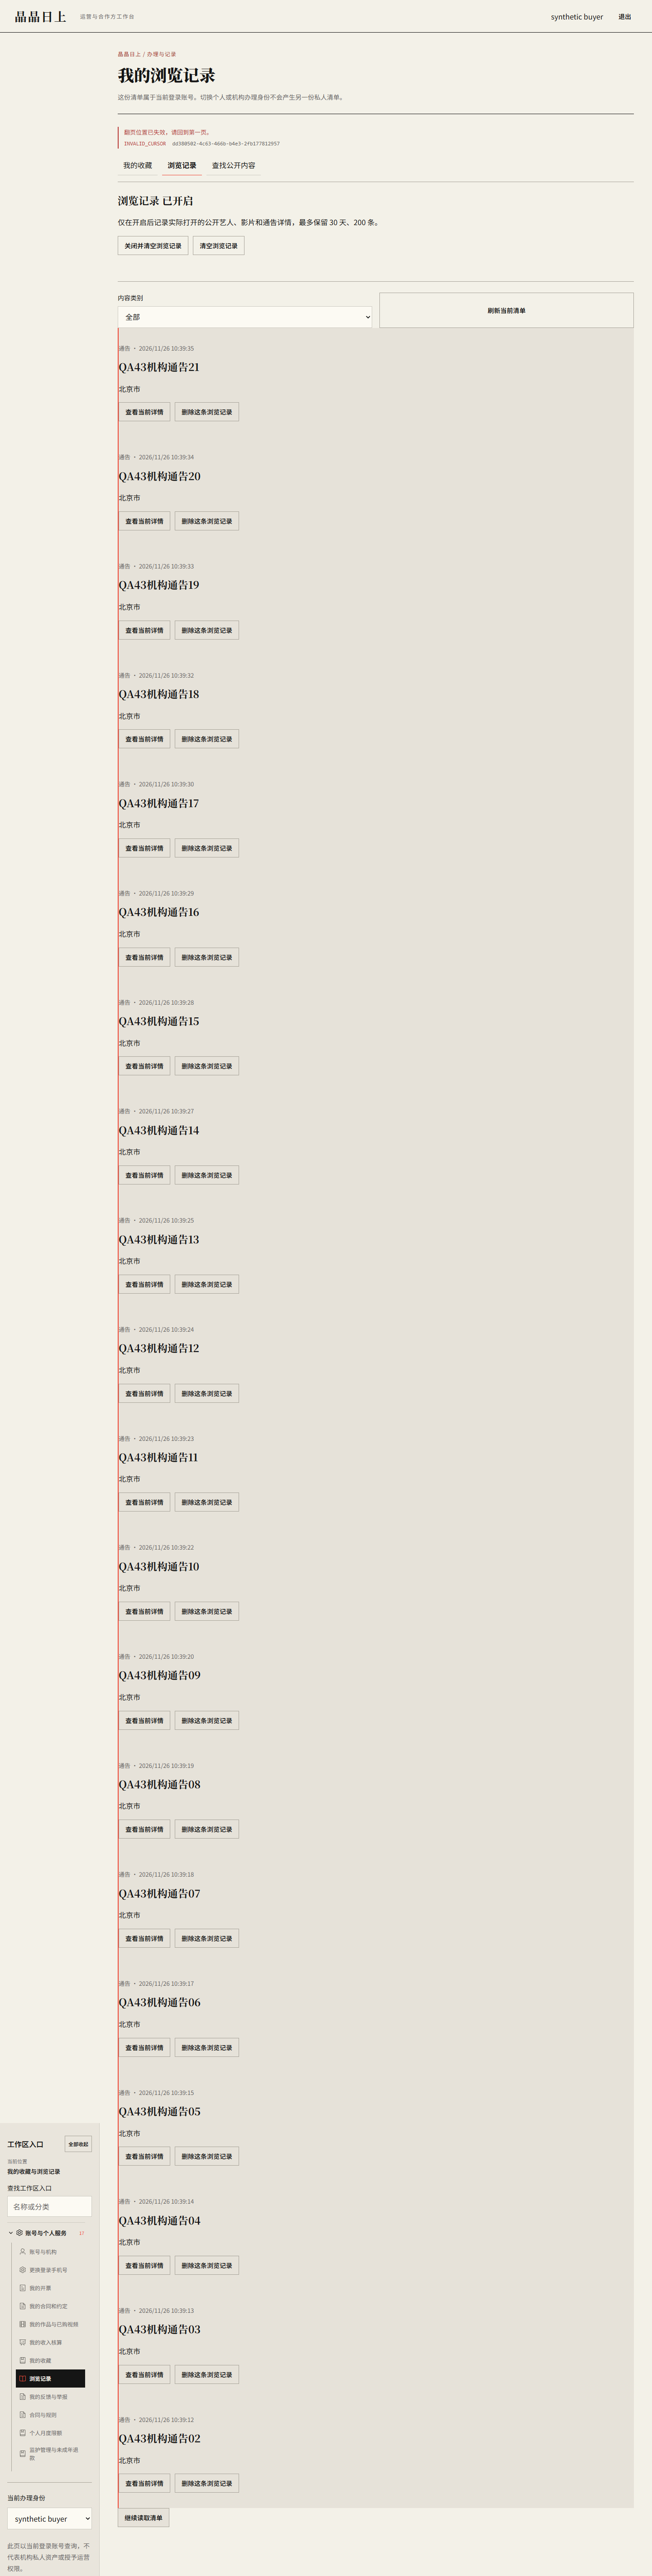 晶晶日上
运营与合作方工作台
synthetic buyer
退出
晶晶日上 / 办理与记录
我的浏览记录
这份清单属于当前登录账号。切换个人或机构办理身份不会产生另一份私人清单。
翻页位置已失效，请回到第一页。
INVALID_CURSOR
我的收藏
浏览记录
查找公开内容
浏览记录 已开启
仅在开启后记录实际打开的公开艺人、影片和通告详情，最多保留 30 天、200 条。
关闭并清空浏览记录
清空浏览记录
内容类别
全部
刷新当前清单
通告 · 2026/11/26 10:39:35
QA43机构通告21
北京市
查看当前详情
删除这条浏览记录
通告 · 2026/11/26 10:39:34
QA43机构通告20
北京市
查看当前详情
删除这条浏览记录
通告 · 2026/11/26 10:39:33
QA43机构通告19
北京市
查看当前详情
删除这条浏览记录
通告 · 2026/11/26 10:39:32
QA43机构通告18
北京市
查看当前详情
删除这条浏览记录
通告 · 2026/11/26 10:39:30
QA43机构通告17
北京市
查看当前详情
删除这条浏览记录
通告 · 2026/11/26 10:39:29
QA43机构通告16
北京市
查看当前详情
删除这条浏览记录
通告 · 2026/11/26 10:39:28
QA43机构通告15
北京市
查看当前详情
删除这条浏览记录
通告 · 2026/11/26 10:39:27
QA43机构通告14
北京市
查看当前详情
删除这条浏览记录
通告 · 2026/11/26 10:39:25
QA43机构通告13
北京市
查看当前详情
删除这条浏览记录
通告 · 2026/11/26 10:39:24
QA43机构通告12
北京市
查看当前详情
删除这条浏览记录
通告 · 2026/11/26 10:39:23
QA43机构通告11
北京市
查看当前详情
删除这条浏览记录
通告 · 2026/11/26 10:39:22
QA43机构通告10
北京市
查看当前详情
删除这条浏览记录
通告 · 2026/11/26 10:39:20
QA43机构通告09
北京市
查看当前详情
删除这条浏览记录
通告 · 2026/11/26 10:39:19
QA43机构通告08
北京市
查看当前详情
删除这条浏览记录
通告 · 2026/11/26 10:39:18
QA43机构通告07
北京市
查看当前详情
删除这条浏览记录
通告 · 2026/11/26 10:39:17
QA43机构通告06
北京市
查看当前详情
删除这条浏览记录
通告 · 2026/11/26 10:39:15
QA43机构通告05
北京市
查看当前详情
删除这条浏览记录
通告 · 2026/11/26 10:39:14
QA43机构通告04
北京市
查看当前详情
删除这条浏览记录
通告 · 2026/11/26 10:39:13
QA43机构通告03
北京市
查看当前详情
删除这条浏览记录
通告 · 2026/11/26 10:39:12
QA43机构通告02
北京市
查看当前详情
删除这条浏览记录
继续读取清单
工作区入口
全部收起
当前位置
我的收藏与浏览记录
查找工作区入口
名称或分类
账号与个人服务
账号与机构
更换登录手机号
我的片票
我的合同和约定
我的作品与已购视频
我的收入核算
我的收藏
浏览记录
我的反馈与举报
合同与规则
个人月度限额
监护管理与未成年退
款
当前办理身份
synthetic buyer
此页以当前登录账号查询，不
代表机构私人资产或授予运营
权限。